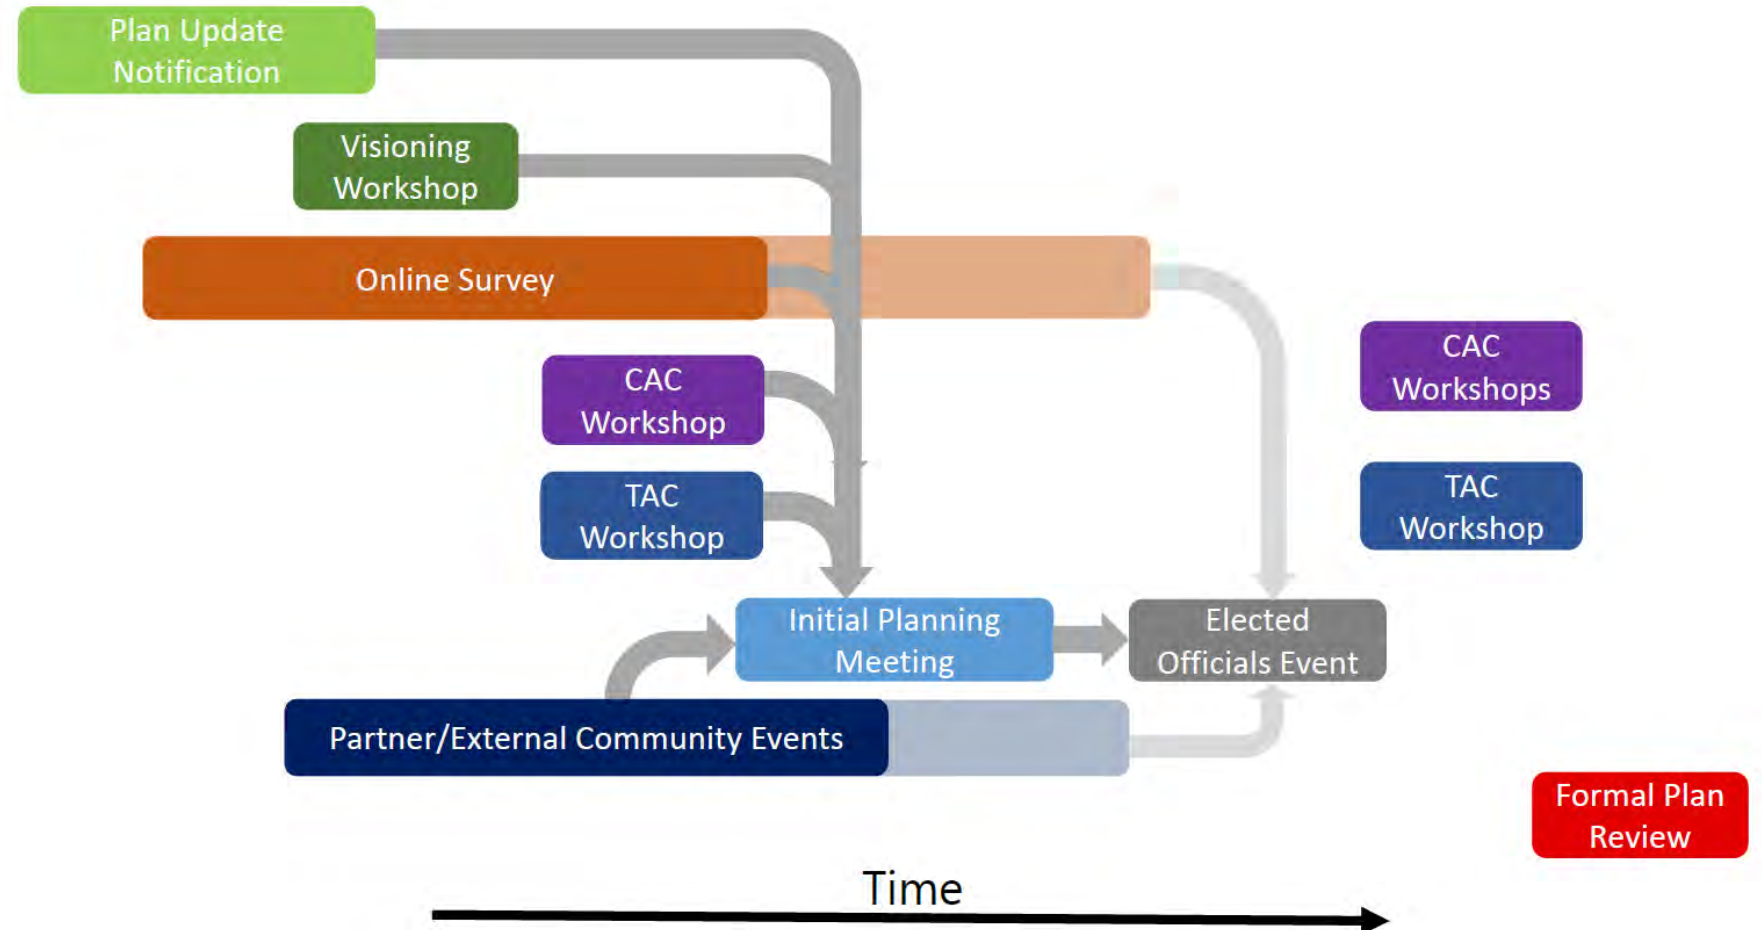 Plan Update
Notification
Visioning
Workshop
Online Survey
CAC
Workshop
CAC
Workshops
TAC
Workshop
TAC
Workshop
Initial Planning
Meeting
Elected
Officials Event
Partner/External Community Events
Formal Plan
Review
Time